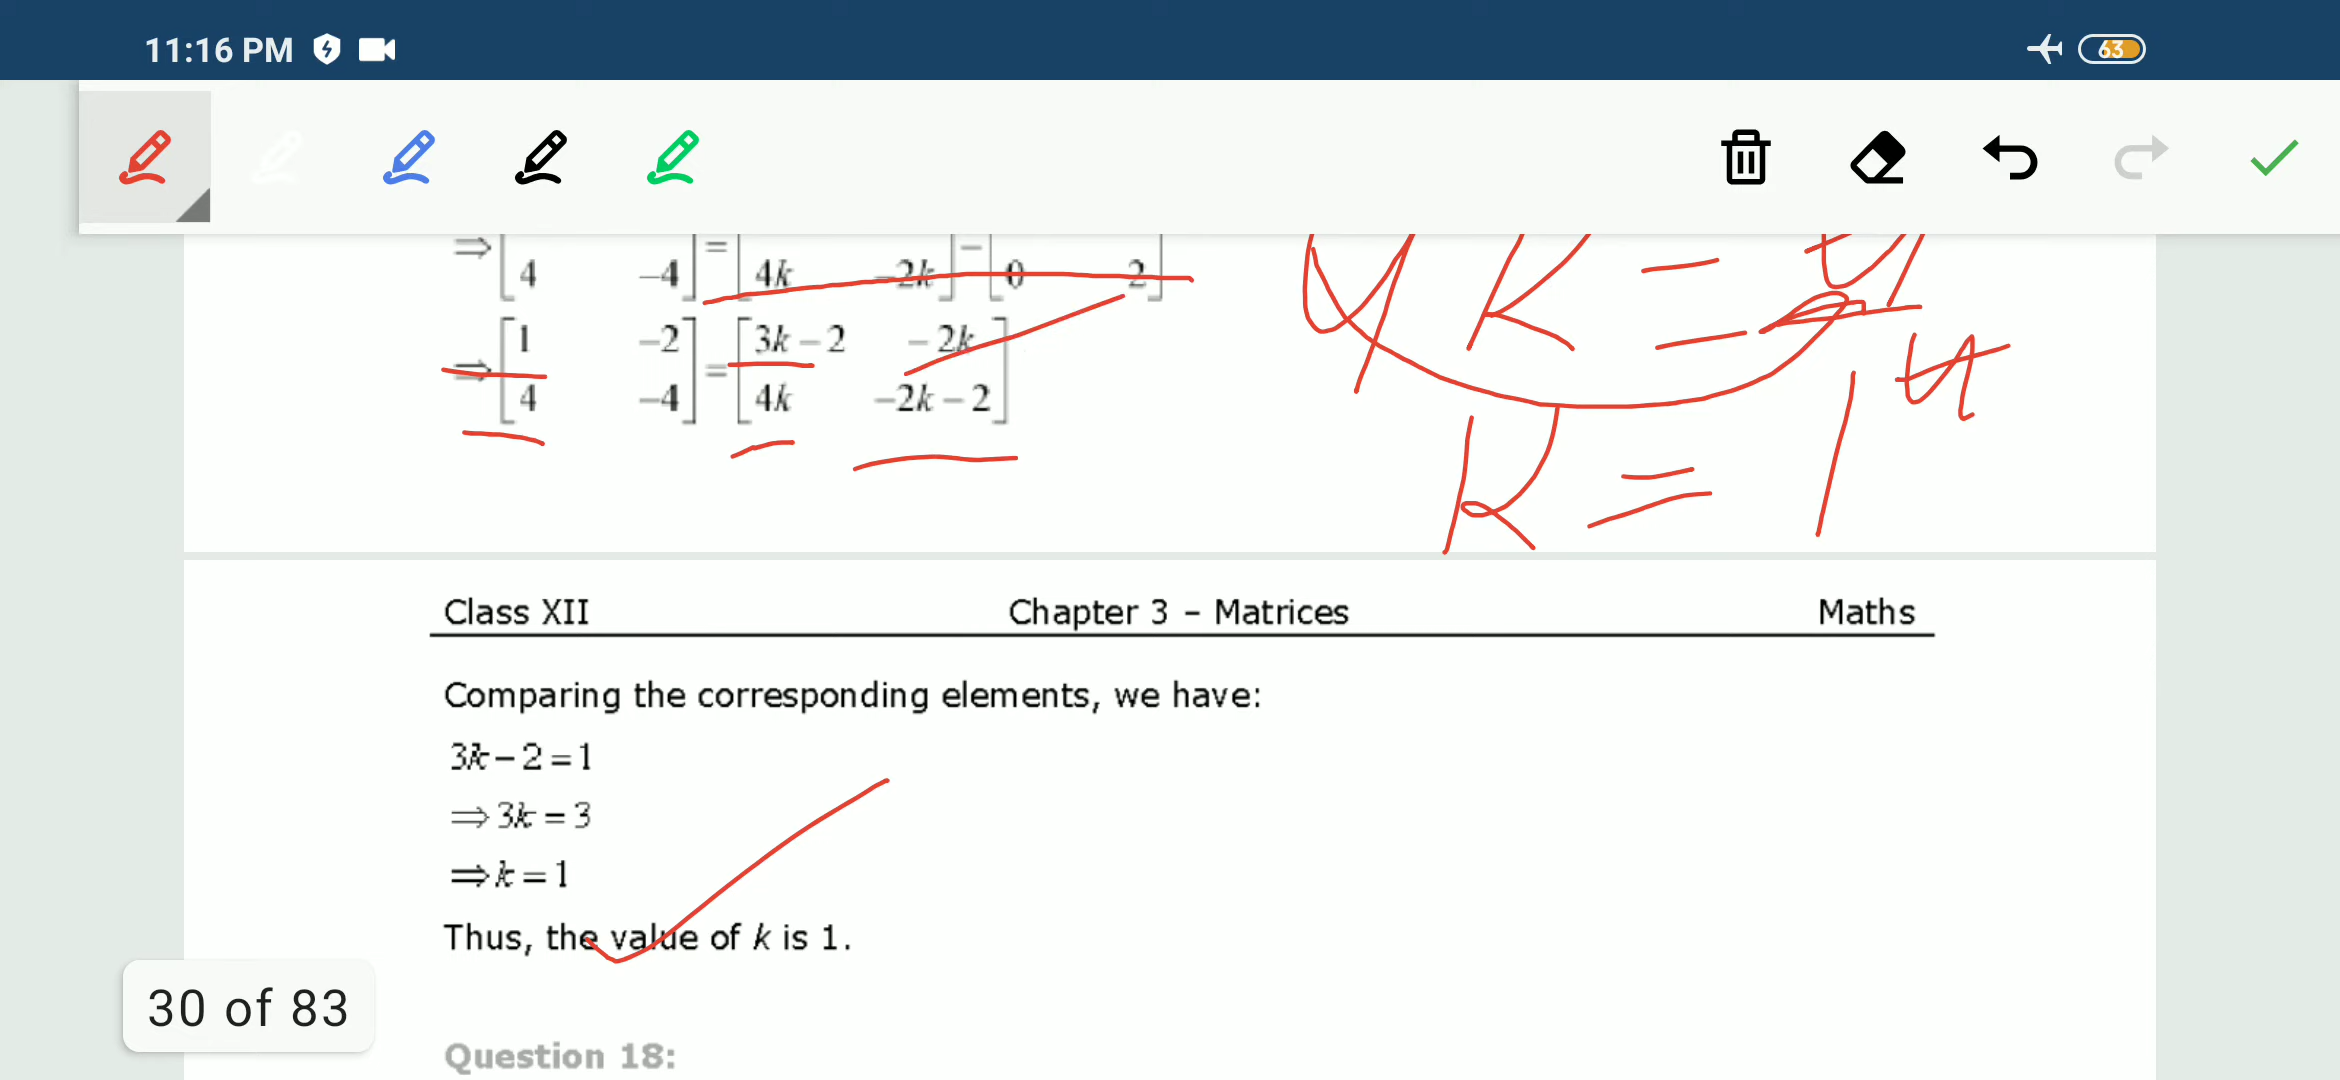 11:16 PM 63
⇒[ 4 –4] = [ 4k –2k] – [0 2] 4K = 4
⇒[1 –2] = [3k – 2 – 2k]
[4 –4] [4k –2k – 2] 4
K = 1
Class XII Chapter 3 – Matrices Maths
Comparing the corresponding elements, we have:
3k – 2 = 1
⇒ 3k = 3
⇒ k = 1
Thus, the value of k is 1.
30 of 83
Question 18: